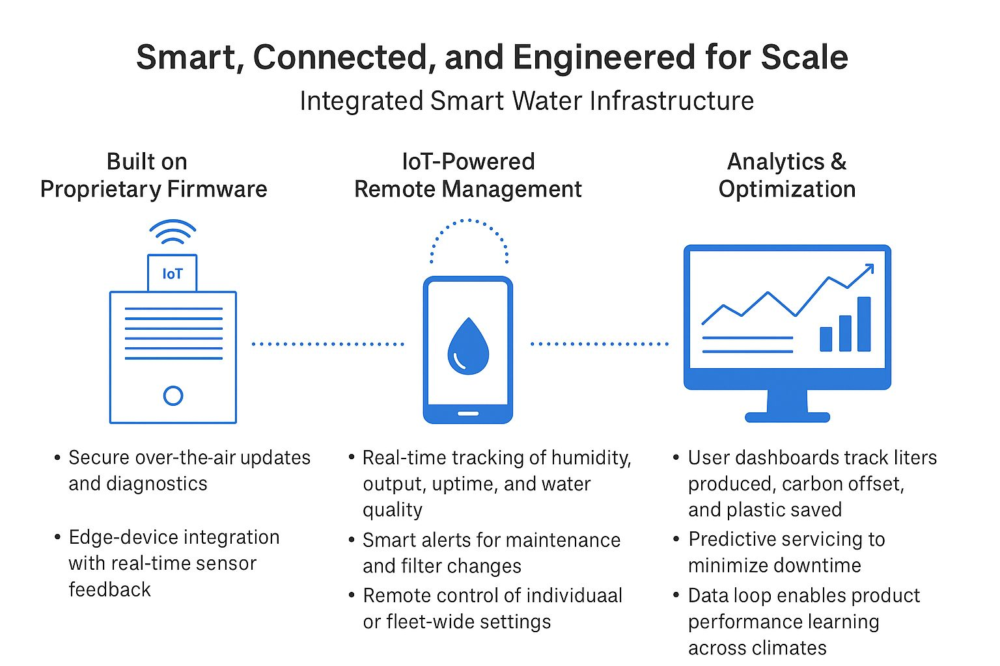 Smart, Connected, and Engineered for Scale
Integrated Smart Water Infrastructure
Built on
Proprietary Firmware
IoT
• Secure over-the-air updates
and diagnostics
• Edge-device integration
with real-time sensor
feedback
IoT-Powered
Remote Management
• Real-time tracking of humidity,
output, uptime, and water
quality
• Smart alerts for maintenance
and filter changes
• Remote control of individuaal
or fleet-wide settings
Analytics &
Optimization
• User dashboards track liters
produced, carbon offset,
and plastic saved
• Predictive servicing to
minimize downtime
• Data loop enables product
performance learning
across climates